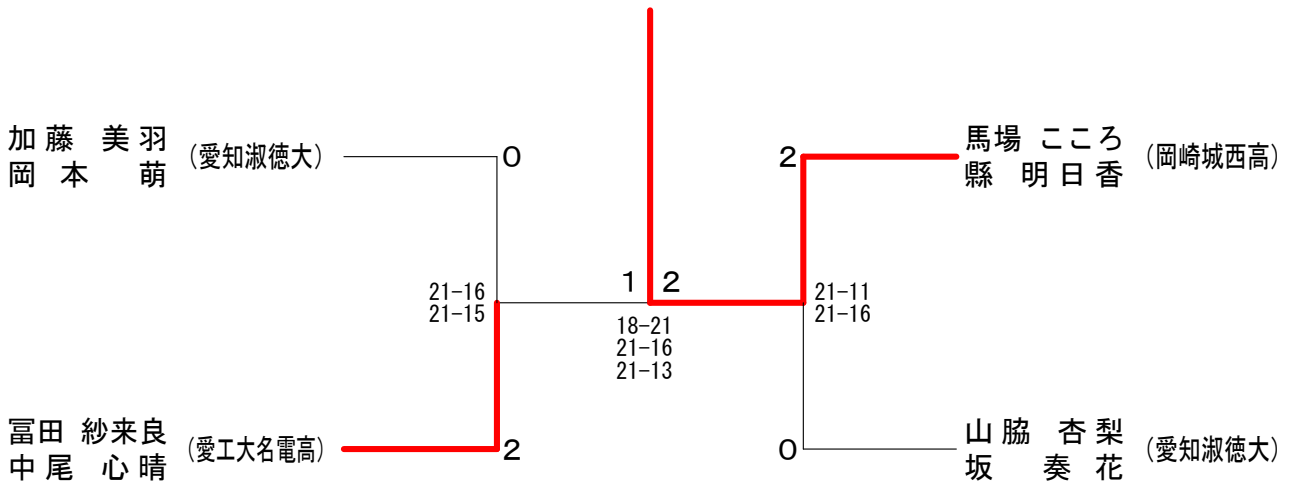 加藤 美羽
岡本 萌
(愛知淑徳大)
0
2
馬場 こころ
縣 明日香
(岡崎城西高)
21-16
21-15
1 2
18-21
21-16
21-13
21-11
21-16
冨田 紗来良
中尾 心晴
(愛工大名電高)
2
0
山脇 杏梨
坂 奏花
(愛知淑徳大)